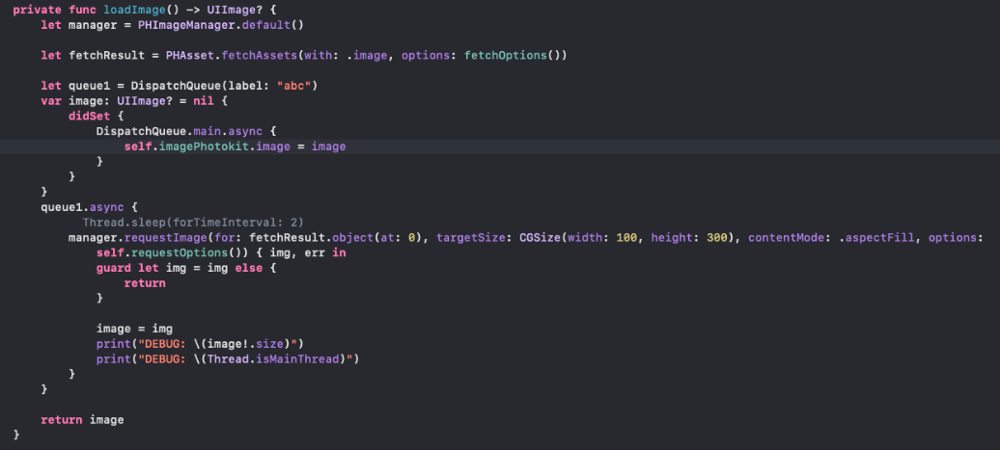 private func loadImage() -> UIImage? {
    let manager = PHImageManager.default()

    let fetchResult = PHAsset.fetchAssets(with: .image, options: fetchOptions())

    let queue1 = DispatchQueue(label: "abc")
    var image: UIImage? = nil {
        didSet {
            DispatchQueue.main.async {
                self.imagePhotokit.image = image
            }
        }
    }
    queue1.async {
          Thread.sleep(forTimeInterval: 2)
        manager.requestImage(for: fetchResult.object(at: 0), targetSize: CGSize(width: 100, height: 300), contentMode: .aspectFill, options:
            self.requestOptions()) { img, err in
            guard let img = img else {
                return
            }

            image = img
            print("DEBUG: \(image!.size)")
            print("DEBUG: \(Thread.isMainThread)")
        }
    }

    return image
}